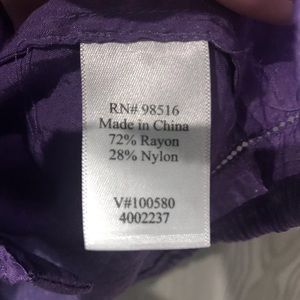 RN# 98516
Made in China
72% Rayon
28% Nylon
V#100580
4002237